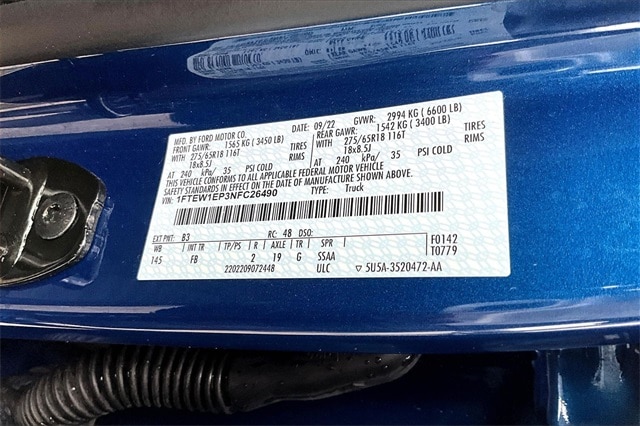 MFD. BY FORD MOTOR CO. DATE: 09/22 GVWR: 2994 KG ( 6600 LB)
FRONT GAWR: 1565 KG ( 3450 LB) REAR GAWR: 1542 KG ( 3400 LB)
WITH 275/65R18 116T TIRES WITH 275/65R18 116T TIRES
18x8.5J RIMS 18x8.5J RIMS
AT 240 kPa/ 35 PSI COLD AT 240 kPa/ 35 PSI COLD
THIS VEHICLE CONFORMS TO ALL APPLICABLE FEDERAL MOTOR VEHICLE
SAFETY STANDARDS IN EFFECT ON THE DATE OF MANUFACTURE SHOWN ABOVE.
VIN: 1FTEW1EP3NFC26490 TYPE: Truck
EXT PNT: B3 RC: 48 DSO: F0142
WB INT TR TP/PS R AXLE TR SPR T0779
145 FB 2 19 G SSAA
2202209072448 ULC ▽ 5U5A-3520472-AA